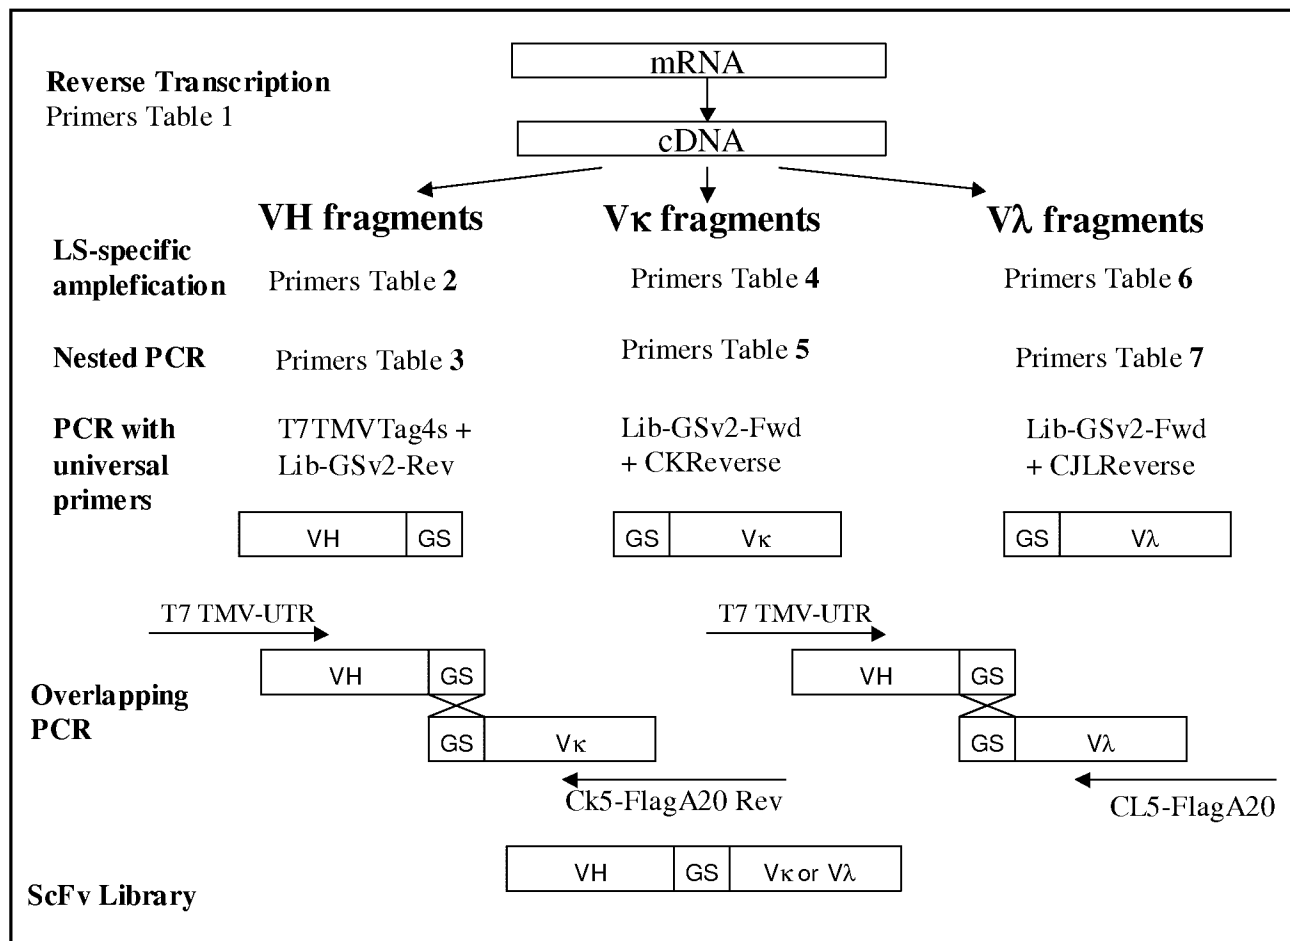 mRNA
Reverse Transcription
Primers Table 1
cDNA
VH fragments
Vκ fragments
Vλ fragments
LS-specific
amplefication
Primers Table 2
Primers Table 4
Primers Table 6
Nested PCR
Primers Table 3
Primers Table 5
Primers Table 7
PCR with
universal
primers
T7TMVTag4s +
Lib-GSv2-Rev
Lib-GSv2-Fwd
+ CKReverse
Lib-GSv2-Fwd
+ CJLReverse
VH GS
GS Vκ
GS Vλ
T7 TMV-UTR
T7 TMV-UTR
VH GS
VH GS
Overlapping
PCR
GS Vκ
GS Vλ
Ck5-FlagA20 Rev
CL5-FlagA20
VH GS Vκ or Vλ
ScFv Library